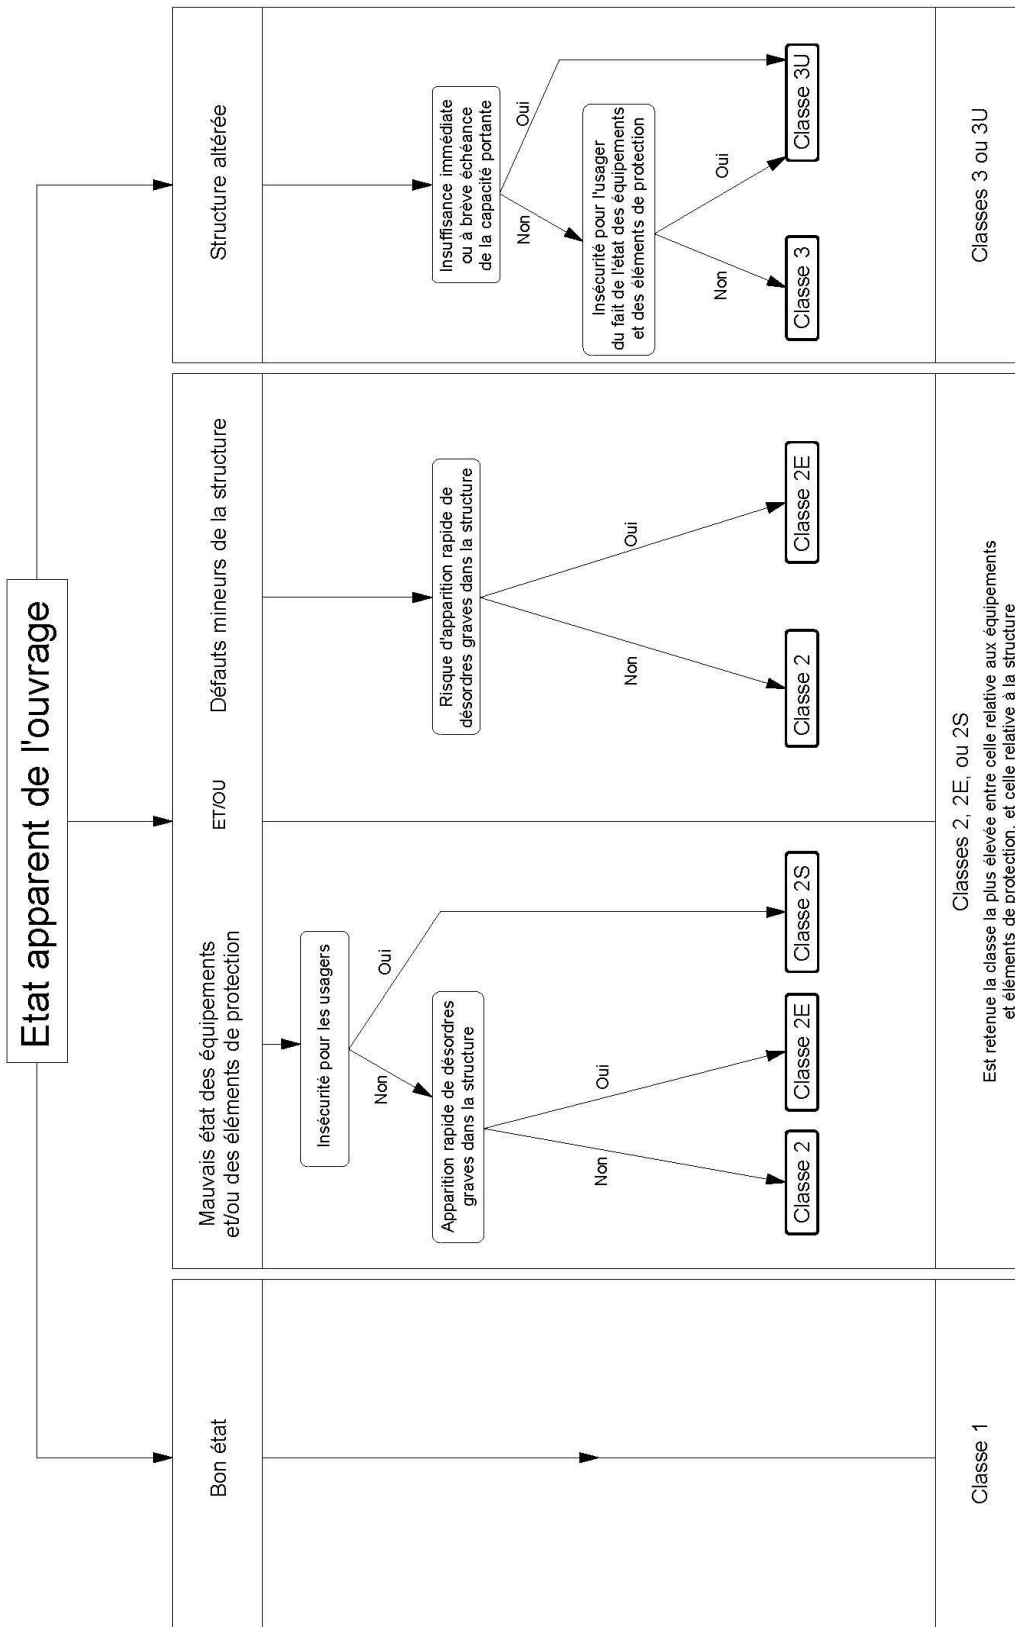 Etat apparent de l'ouvrage
Bon état
Classe 1
Mauvais état des équipements
et/ou des éléments de protection
ET/OU
Défauts mineurs de la structure
Insécurité pour les usagers
Non
Oui
Apparition rapide de désordres
graves dans la structure
Non
Oui
Classe 2
Classe 2E
Classe 2S
Risque d'apparition rapide de
désordres graves dans la structure
Non
Oui
Classe 2
Classe 2E
Classes 2, 2E, ou 2S
Est retenue la classe la plus élevée entre celle relative aux équipements
et éléments de protection, et celle relative à la structure
Structure altérée
Insuffisance immédiate
ou à brève échéance
de la capacité portante
Non
Oui
Insécurité pour l'usager
du fait de l'état des équipements
et des éléments de protection
Non
Oui
Classe 3
Classe 3U
Classes 3 ou 3U